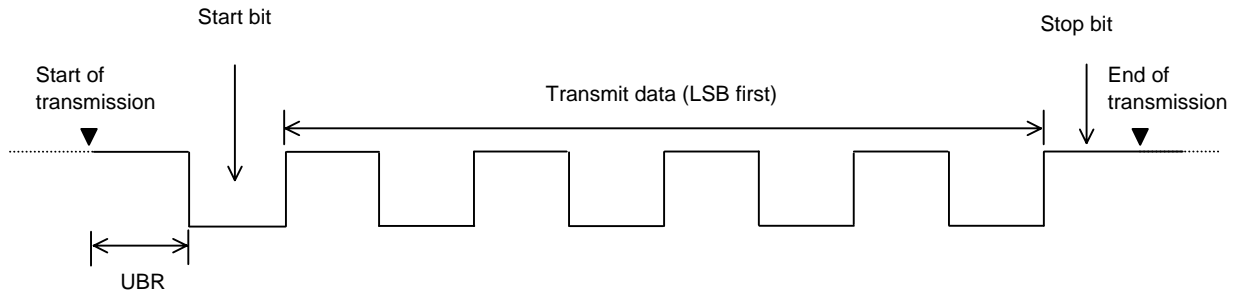 Start bit
Stop bit
Start of
transmission
End of
transmission
Transmit data (LSB first)
UBR